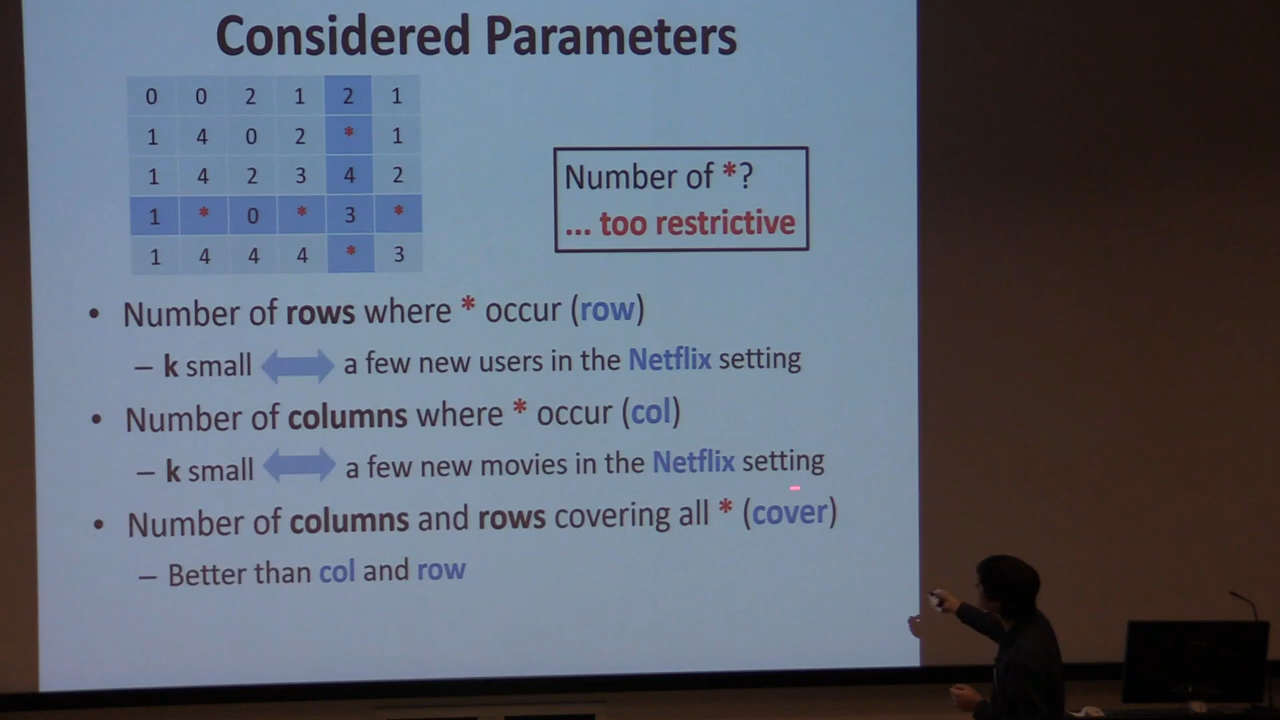 Considered Parameters
0 0 2 1 2 1
1 4 0 2 * 1
1 4 2 3 4 2
1 * 0 * 3 *
1 4 4 4 * 3
Number of *?
... too restrictive
• Number of rows where * occur (row)
– k small a few new users in the Netflix setting
• Number of columns where * occur (col)
– k small a few new movies in the Netflix setting
• Number of columns and rows covering all * (cover)
– Better than col and row